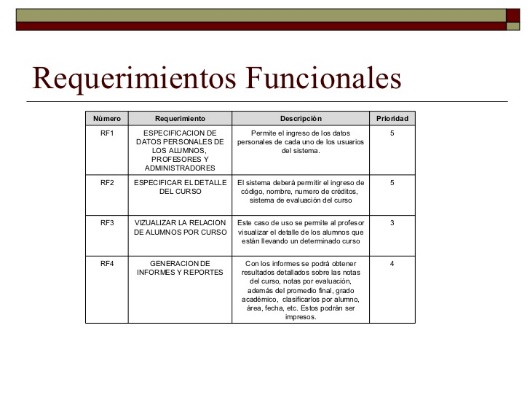 Requerimientos Funcionales
Número Requerimiento Descripción Prioridad
RF1 ESPECIFICACION DE DATOS PERSONALES DE LOS ALUMNOS, PROFESORES Y ADMINISTRADORES Permite el ingreso de los datos personales de cada uno de los usuarios del sistema. 5
RF2 ESPECIFICAR EL DETALLE DEL CURSO El sistema deberá permitir el ingreso de código, nombre, numero de créditos, sistema de evaluación del curso 5
RF3 VIZUALIZAR LA RELACION DE ALUMNOS POR CURSO Este caso de uso se permite al profesor visualizar el detalle de los alumnos que están llevando un determinado curso 3
RF4 GENERACION DE INFORMES Y REPORTES Con los informes se podrá obtener resultados detallados sobre las notas del curso, notas por evaluación, además del promedio final, grado académico, clasificarlos por alumno, área, fecha, etc. Estos podrán ser impresos. 4